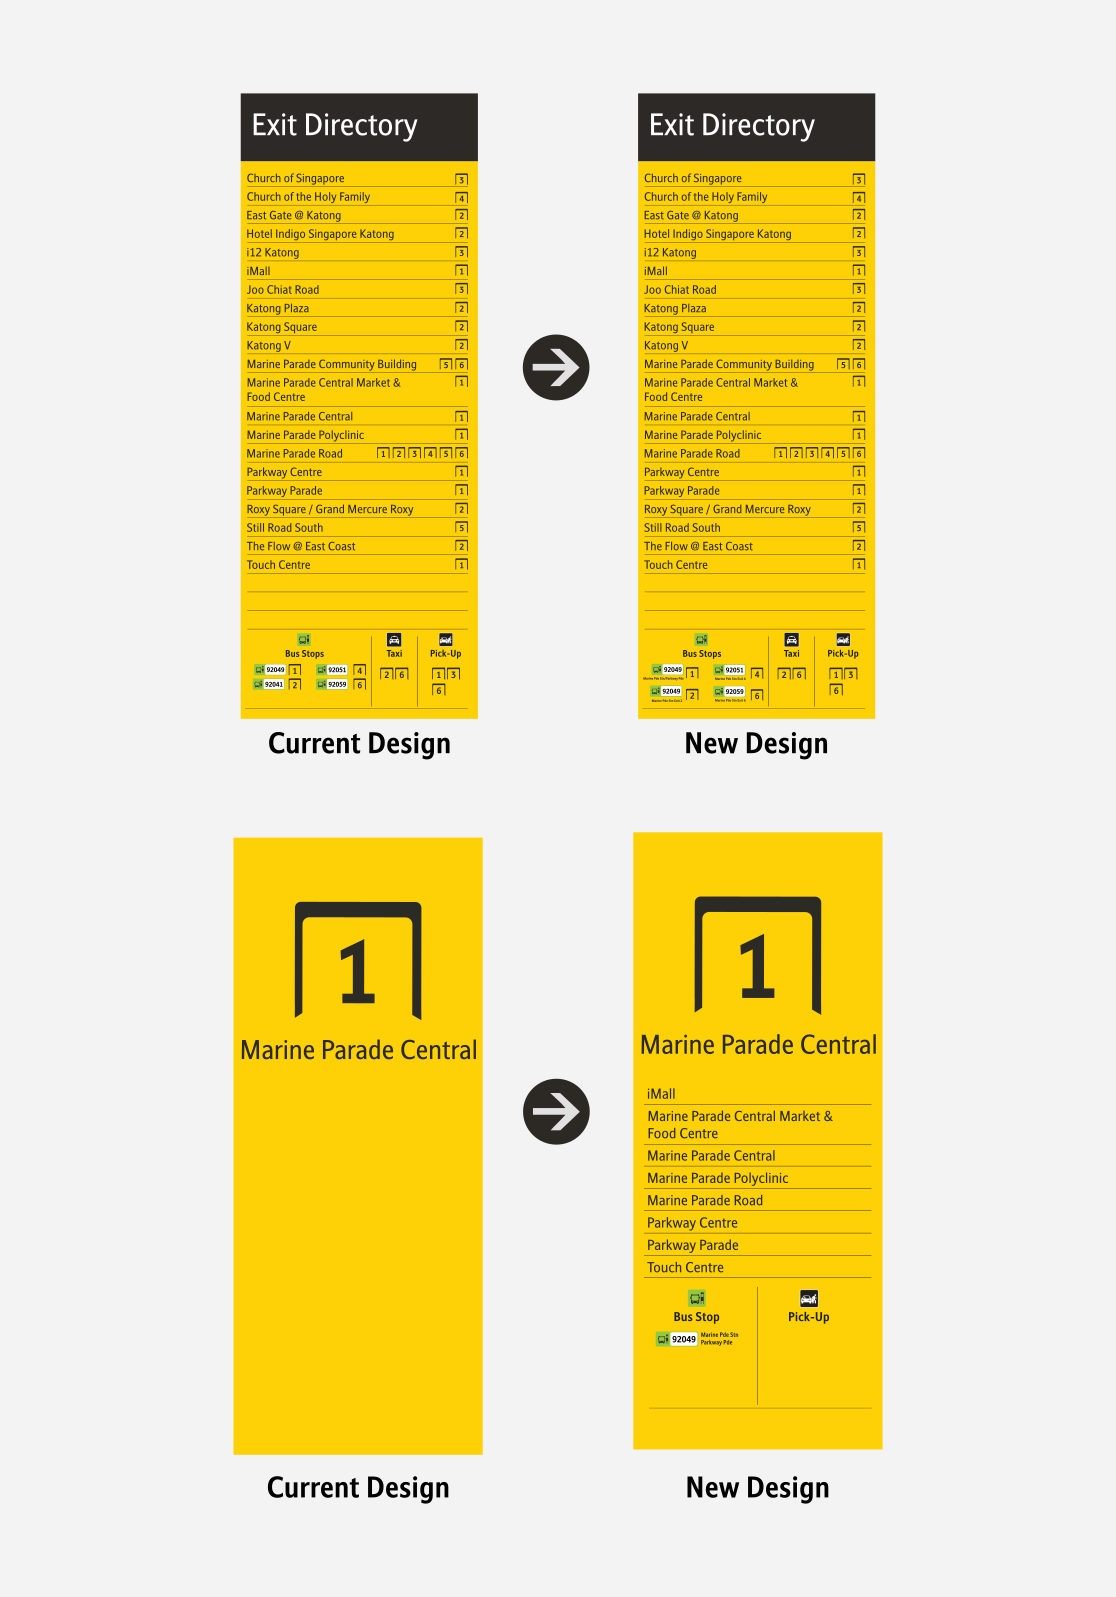 Exit Directory
Church of Singapore 3
Church of the Holy Family 4
East Gate @ Katong 2
Hotel Indigo Singapore Katong 2
i12 Katong 3
iMall 1
Joo Chiat Road 3
Katong Plaza 2
Katong Square 2
Katong V 2
Marine Parade Community Building 5 6
Marine Parade Central Market & 1
Food Centre
Marine Parade Central 1
Marine Parade Polyclinic 1
Marine Parade Road 1 2 3 4 5 6
Parkway Centre 1
Parkway Parade 1
Roxy Square / Grand Mercure Roxy 2
Still Road South 5
The Flow @ East Coast 2
Touch Centre 1
Bus Stops Taxi Pick-Up
92049 1 92051 4 2 6 1 3
92041 2 92059 6 6
Current Design
Exit Directory
Church of Singapore 3
Church of the Holy Family 4
East Gate @ Katong 2
Hotel Indigo Singapore Katong 2
i12 Katong 3
iMall 1
Joo Chiat Road 3
Katong Plaza 2
Katong Square 2
Katong V 2
Marine Parade Community Building 5 6
Marine Parade Central Market & 1
Food Centre
Marine Parade Central 1
Marine Parade Polyclinic 1
Marine Parade Road 1 2 3 4 5 6
Parkway Centre 1
Parkway Parade 1
Roxy Square / Grand Mercure Roxy 2
Still Road South 5
The Flow @ East Coast 2
Touch Centre 1
Bus Stops Taxi Pick-Up
92049 1 92051 4 2 6 1 3
Marine Pde Stn/Parkway Pde Marine Pde Stn
92049 2 92059 6 6
Marine Pde Stn Marine Pde Stn
New Design
1
Marine Parade Central
Current Design
1
Marine Parade Central
iMall
Marine Parade Central Market &
Food Centre
Marine Parade Central
Marine Parade Polyclinic
Marine Parade Road
Parkway Centre
Parkway Parade
Touch Centre
Bus Stop Pick-Up
92049 Marine Pde Stn
Parkway Pde
New Design